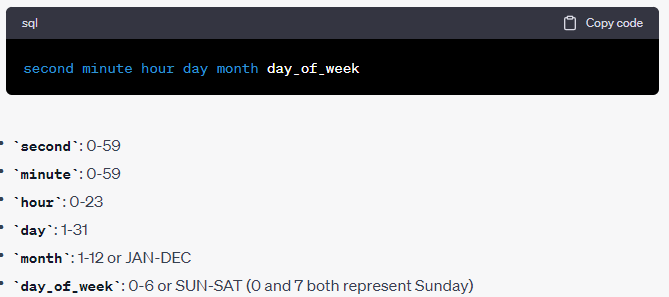 sql Copy code
second minute hour day month day_of_week
• `second`: 0-59
• `minute`: 0-59
• `hour`: 0-23
• `day`: 1-31
• `month`: 1-12 or JAN-DEC
• `day_of_week`: 0-6 or SUN-SAT (0 and 7 both represent Sunday)